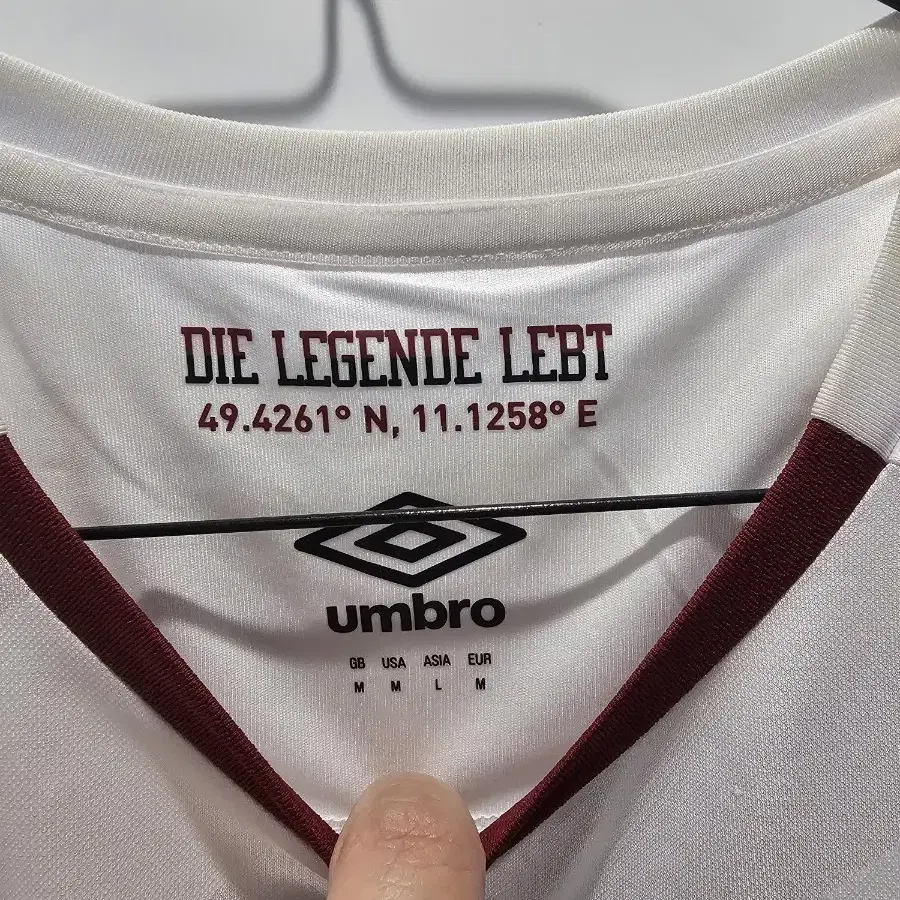 DIE LEGENDE LEBT
49.4261° N, 11.1258° E
umbro
GB USA ASIA EUR
M M L M